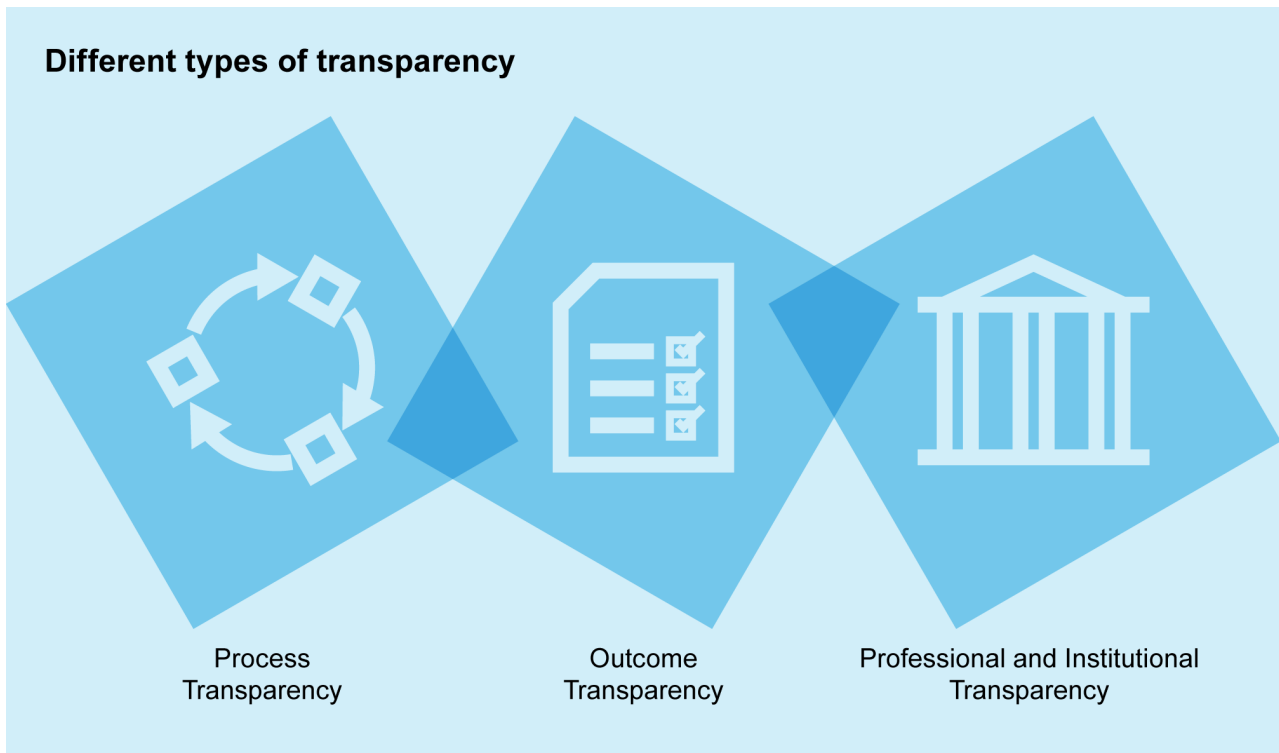 Different types of transparency
Process
Transparency
Outcome
Transparency
Professional and Institutional
Transparency